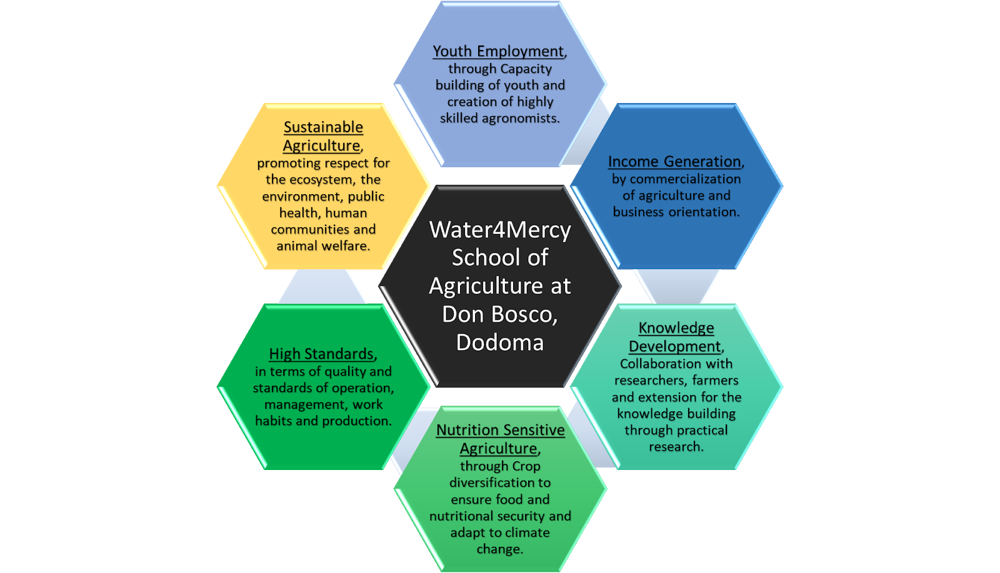 Youth Employment,
through Capacity
building of youth and
creation of highly
skilled agronomists.
Income Generation,
by commercialization
of agriculture and
business orientation.
Knowledge
Development,
Collaboration with
researchers, farmers
and extension for the
knowledge building
through practical
research.
Nutrition Sensitive
Agriculture,
through Crop
diversification to
ensure food and
nutritional security and
adapt to climate
change.
High Standards,
in terms of quality and
standards of operation,
management, work
habits and production.
Sustainable
Agriculture,
promoting respect for
the ecosystem, the
environment, public
health, human
communities and
animal welfare.
Water4Mercy
School of
Agriculture at
Don Bosco,
Dodoma